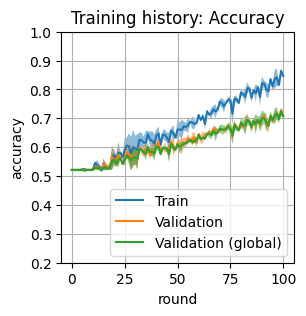 Training history: Accuracy
1.0
0.9
0.8
0.7
0.6
0.5
0.4
0.3
0.2
accuracy
Train
Validation
Validation (global)
0 25 50 75 100
round